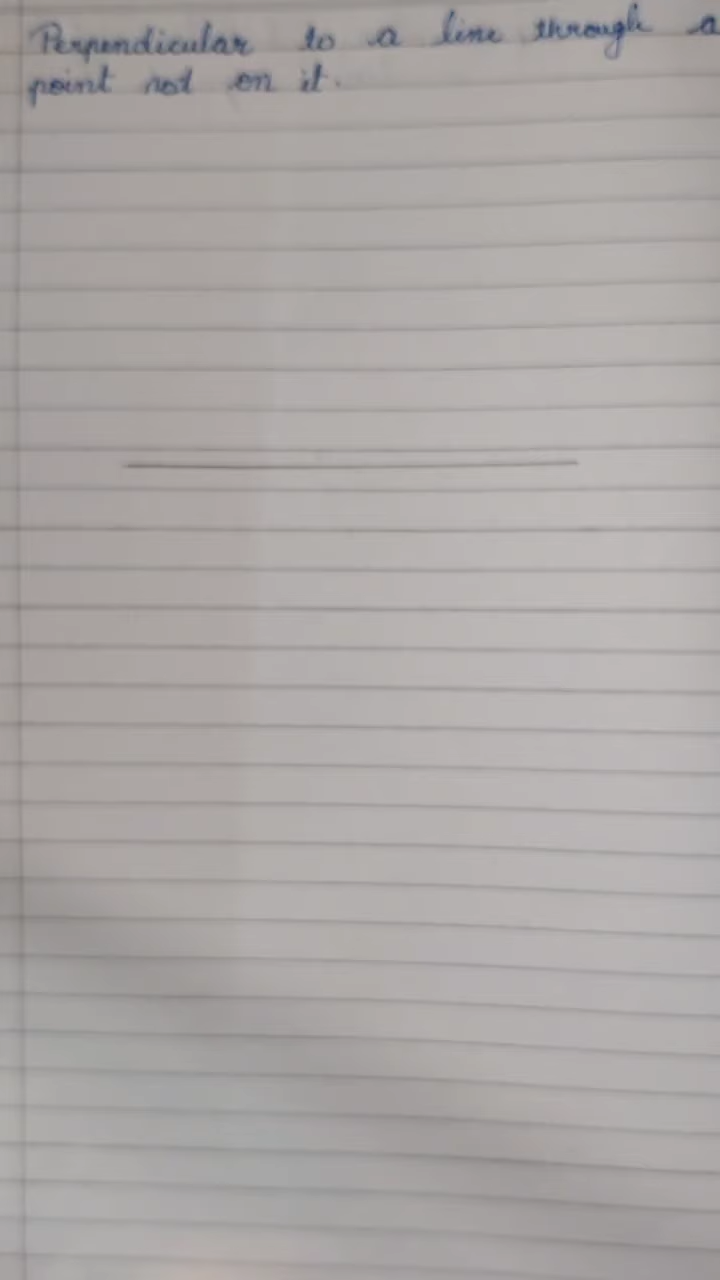 Perpendicular to a line through a
point not on it.